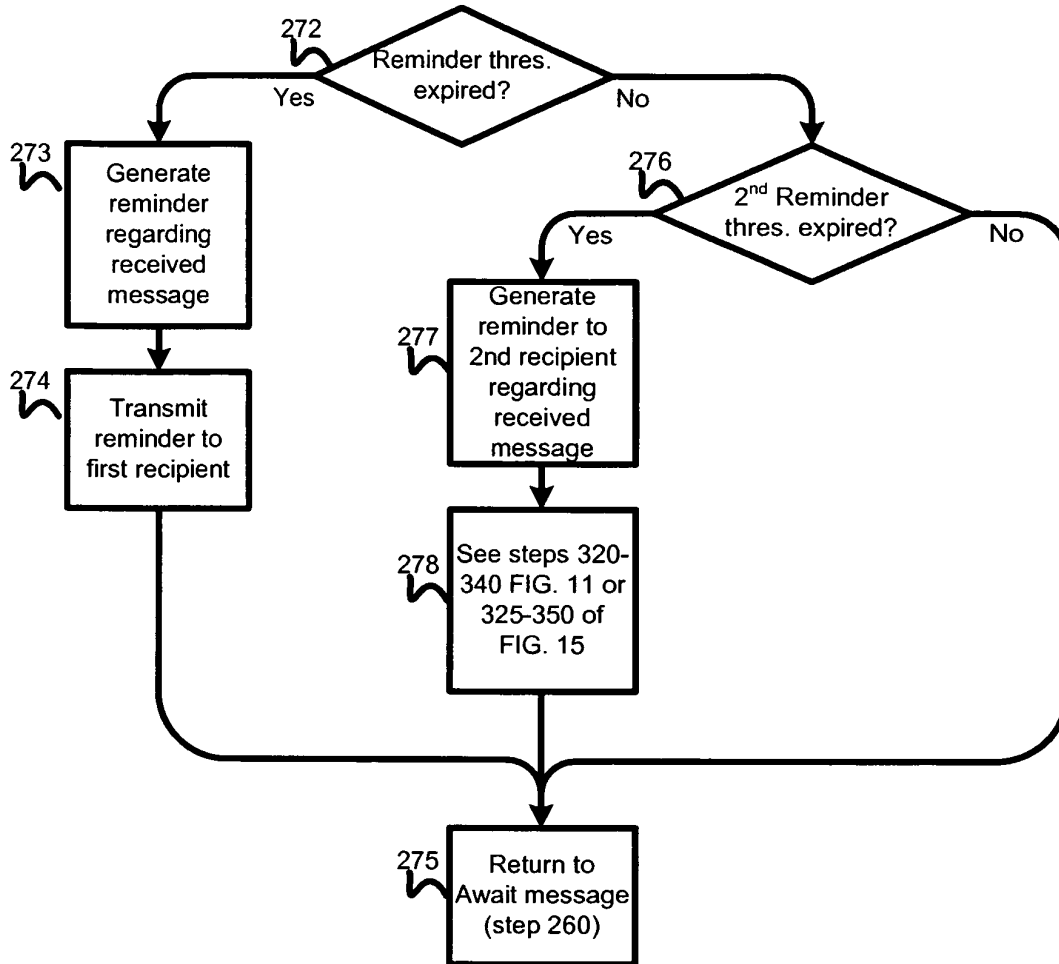 272
Reminder thres.
expired?
Yes
No
273
Generate
reminder
regarding
received
message
276
2nd Reminder
thres. expired?
Yes
No
274
Transmit
reminder to
first recipient
277
Generate
reminder to
2nd recipient
regarding
received
message
278
See steps 320-
340 FIG. 11 or
325-350 of
FIG. 15
275
Return to
Await message
(step 260)